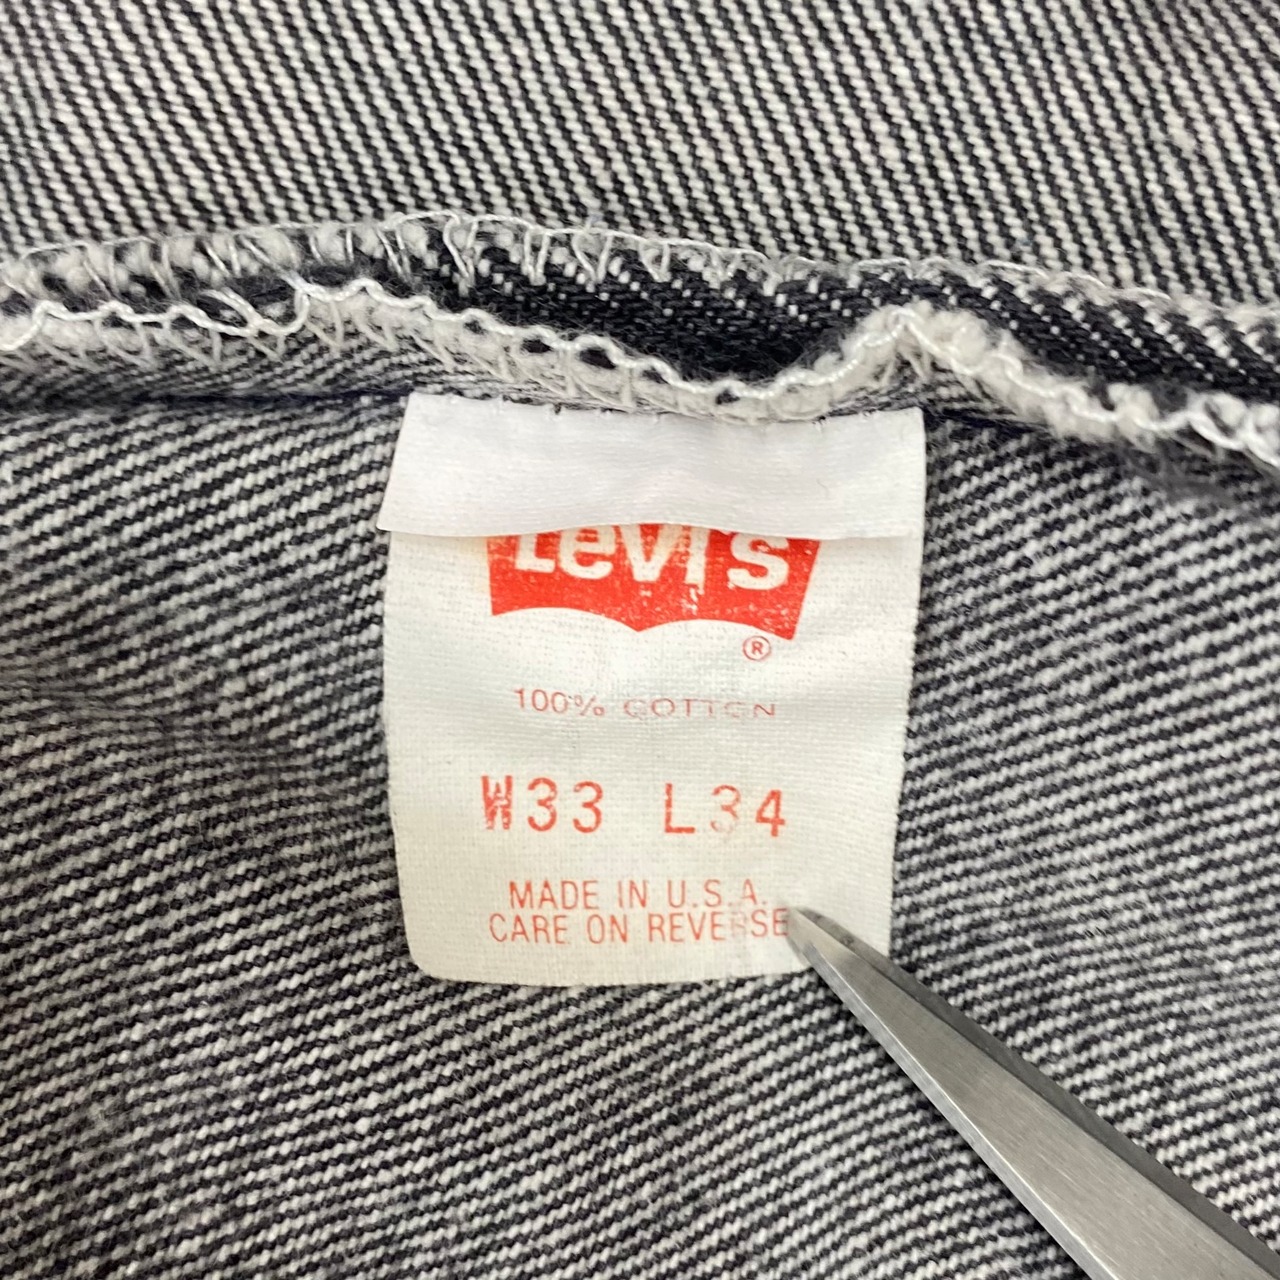 Levi's
®
100% COTTON
W33 L34
MADE IN U.S.A.
CARE ON REVERSE